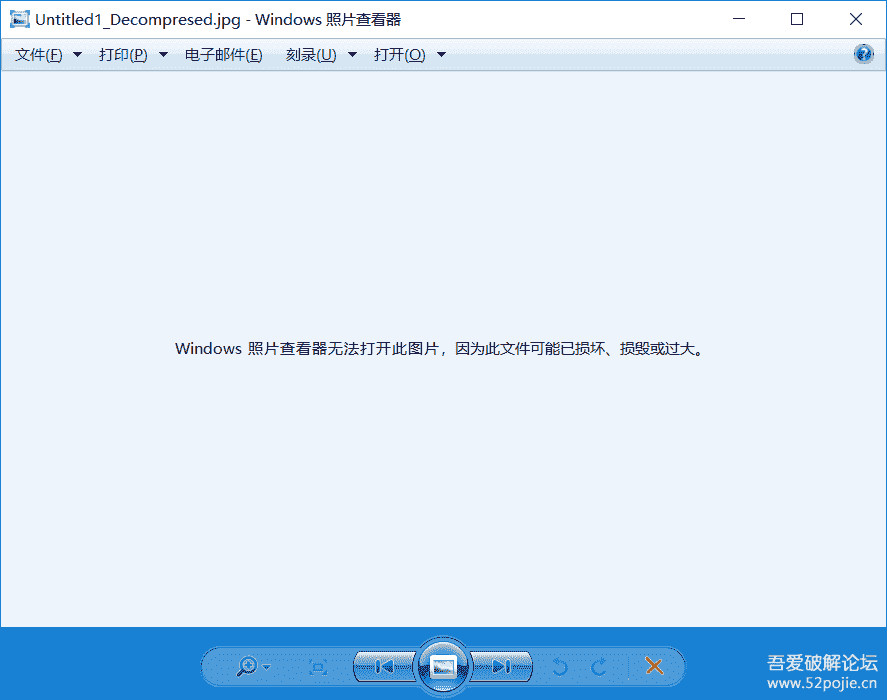 Untitled1_Decompresed.jpg - Windows 照片查看器
文件(F) 打印(P) 电子邮件(E) 刻录(U) 打开(O)
Windows 照片查看器无法打开此图片，因为此文件可能已损坏、损毁或过大。
吾爱破解论坛
www.52pojie.cn